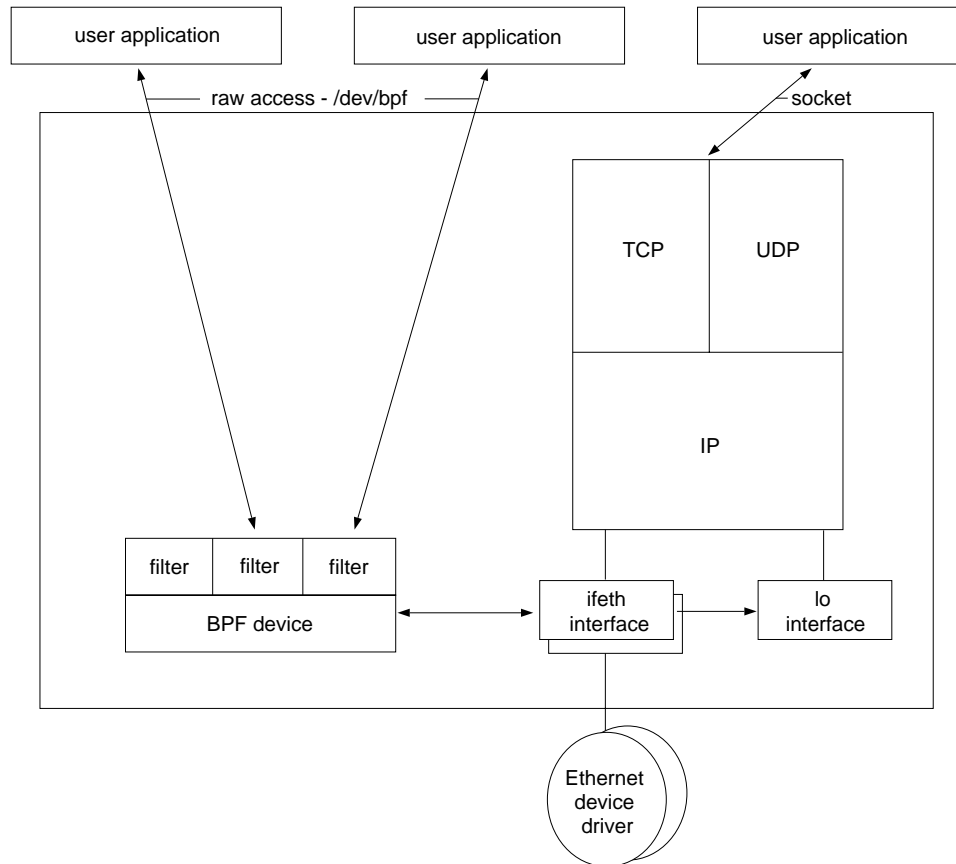 user application
user application
user application
raw access - /dev/bpf
socket
TCP
UDP
IP
filter
filter
filter
BPF device
ifeth
interface
lo
interface
Ethernet
device
driver